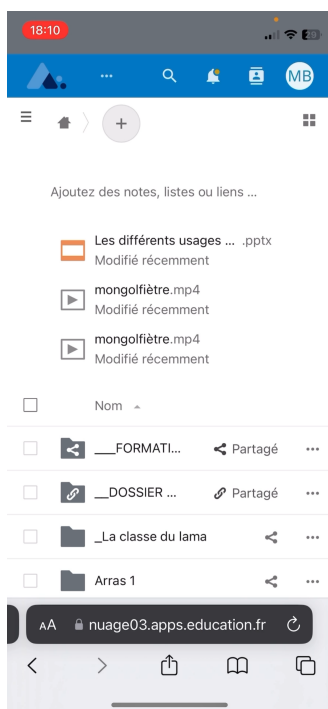 18:10
MB
Ajoutez des notes, listes ou liens ...
Les différents usages ... .pptx
Modifié récemment
mongolfiètre.mp4
Modifié récemment
mongolfiètre.mp4
Modifié récemment
Nom
___FORMATI... Partagé
__DOSSIER ... Partagé
_La classe du lama
Arras 1
AA nuage03.apps.education.fr